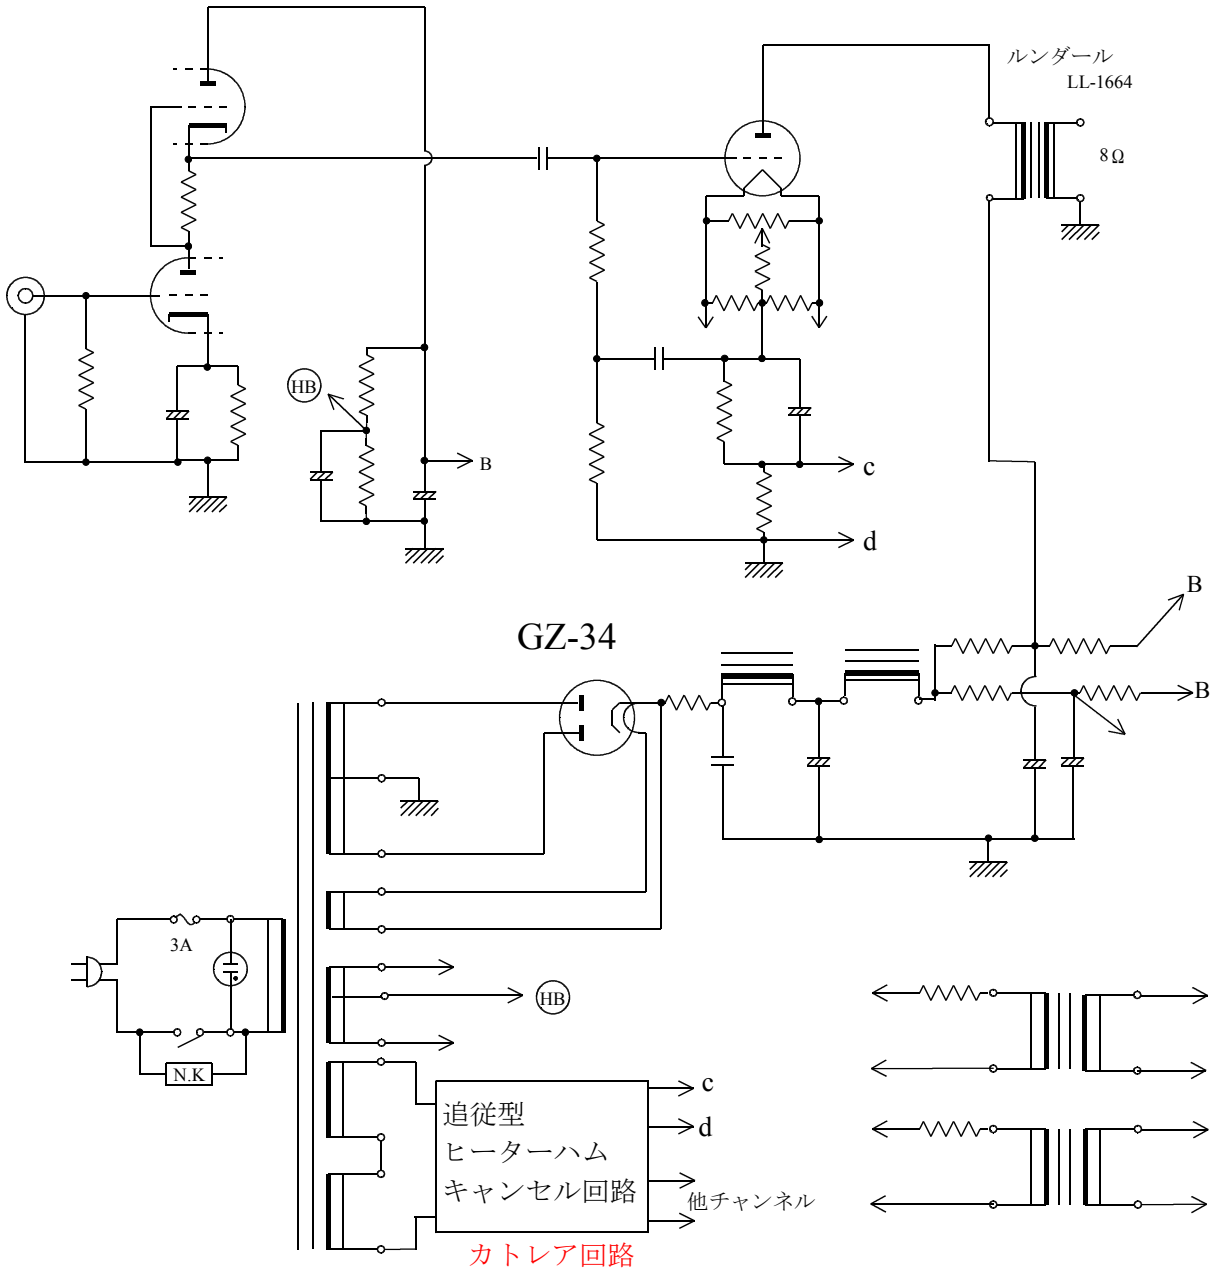 ルンダール
LL-1664
8Ω
HB
B
c
d
GZ-34
B
B
3A
HB
N.K
追従型
ヒーターハム
キャンセル回路
c
d
他チャンネル
カトレア回路